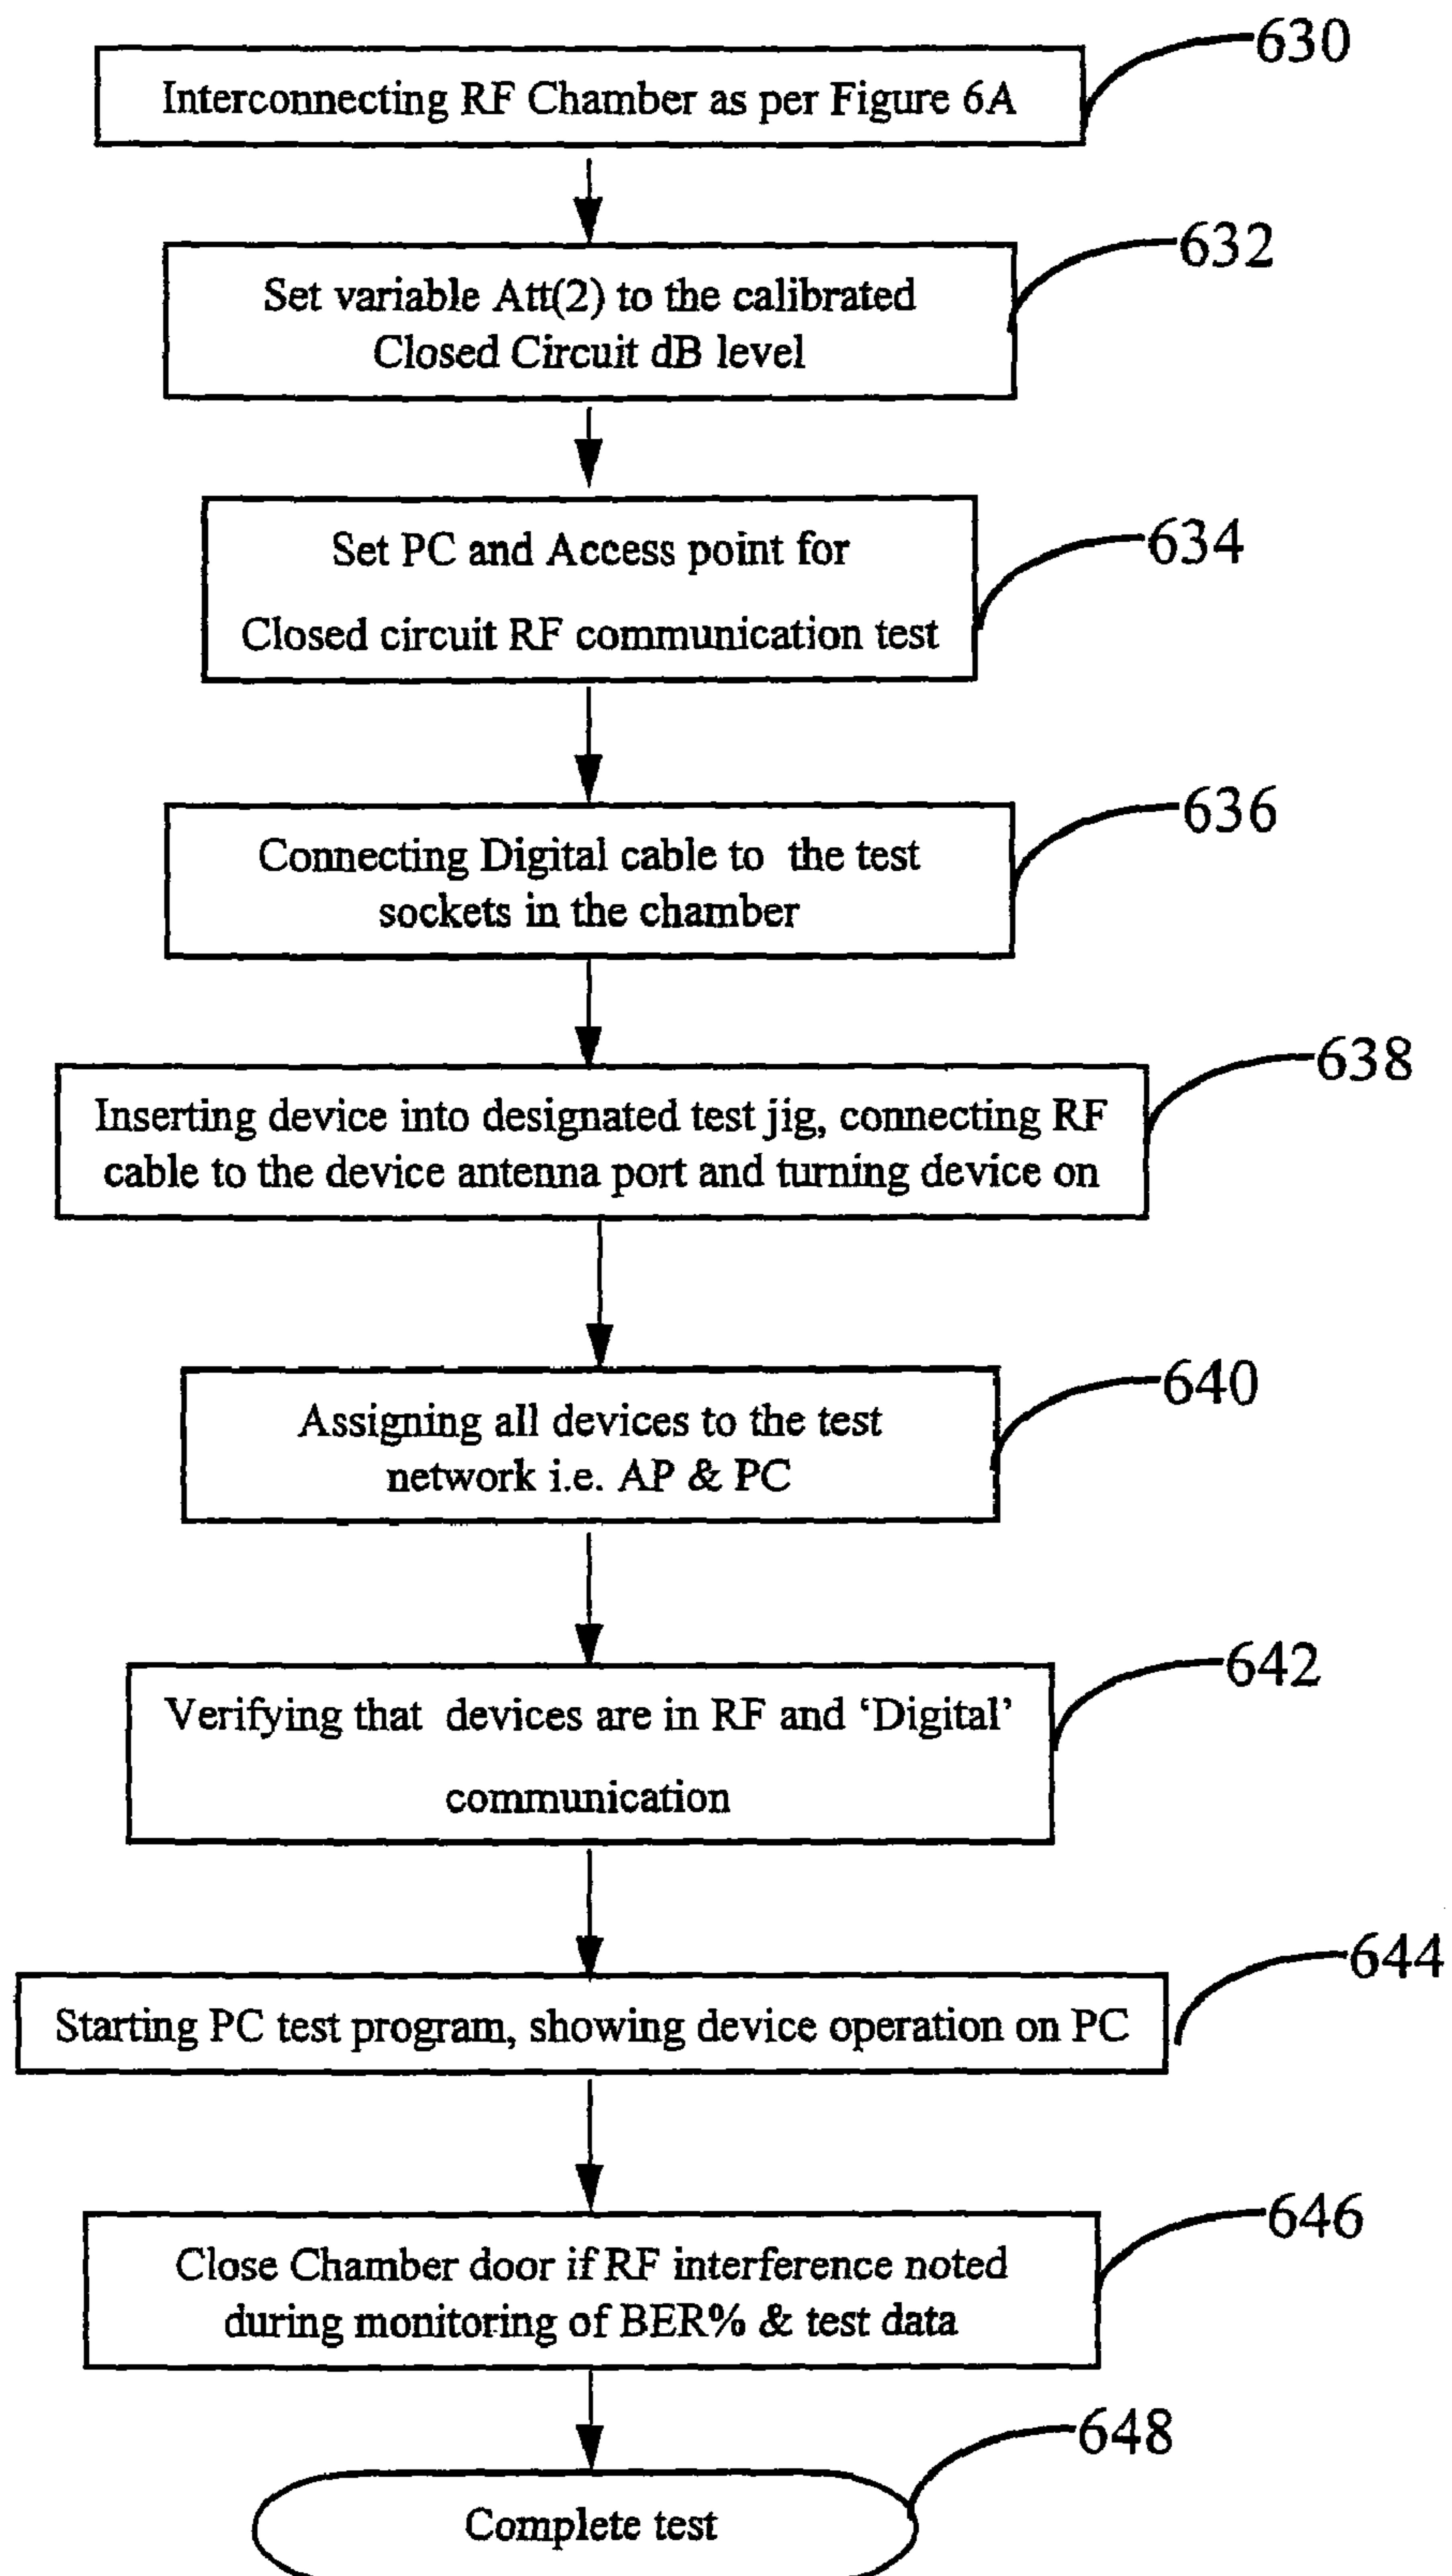 630
Interconnecting RF Chamber as per Figure 6A
632
Set variable Att(2) to the calibrated
Closed Circuit dB level
634
Set PC and Access point for
Closed circuit RF communication test
636
Connecting Digital cable to the test
sockets in the chamber
638
Inserting device into designated test jig, connecting RF
cable to the device antenna port and turning device on
640
Assigning all devices to the test
network i.e. AP & PC
642
Verifying that devices are in RF and ‘Digital’
communication
644
Starting PC test program, showing device operation on PC
646
Close Chamber door if RF interference noted
during monitoring of BER% & test data
648
Complete test